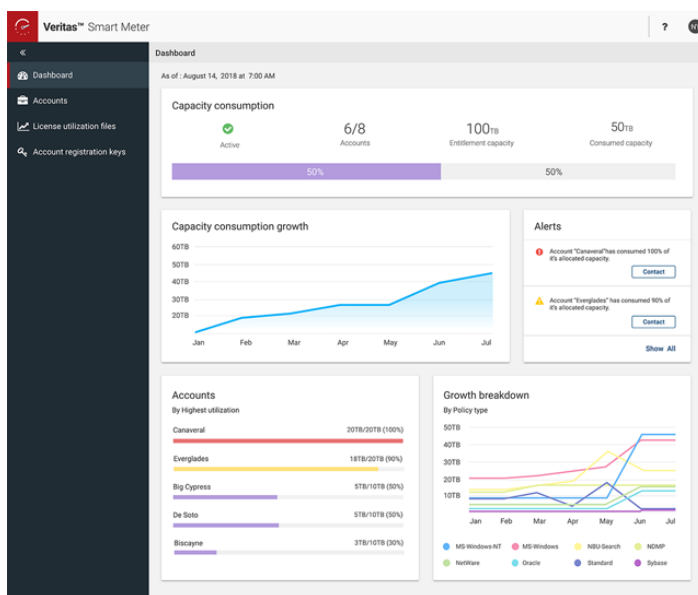 Veritas™ Smart Meter
?
«
Dashboard
Dashboard
Accounts
License utilization files
Account registration keys
As of : August 14, 2018 at 7:00 AM
Capacity consumption
Active
6/8
Accounts
100TB
Entitlement capacity
50TB
Consumed capacity
50%
50%
Capacity consumption growth
60TB
50TB
40TB
30TB
20TB
Jan Feb Mar Apr May Jun Jul
Alerts
Account "Canaveral"has consumed 100% of
it's allocated capacity.
Contact
Account "Everglades" has consumed 90% of
it's allocated capacity.
Contact
Show All
Accounts
By Highest utilization
Canaveral 20TB/20TB (100%)
Everglades 18TB/20TB (90%)
Big Cypress 5TB/10TB (50%)
De Soto 5TB/10TB (50%)
Biscayne 3TB/10TB (30%)
Growth breakdown
By Policy type
50TB
40TB
30TB
20TB
10TB
Jan Feb Mar Apr May Jun Jul
MS-Windows-NT MS-Windows NBU-Search NDMP
NetWare Oracle Standard Sybase